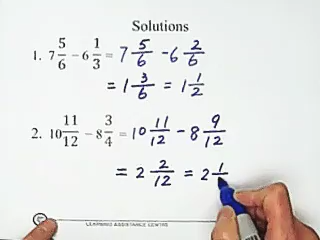 Solutions
1. 7 5/6 - 6 1/3 = 7 5/6 - 6 2/6
= 1 3/6 = 1 1/2
2. 10 11/12 - 8 3/4 = 10 11/12 - 8 9/12
= 2 2/12 = 2 1/
LEARNING ASSISTANCE CENTRE